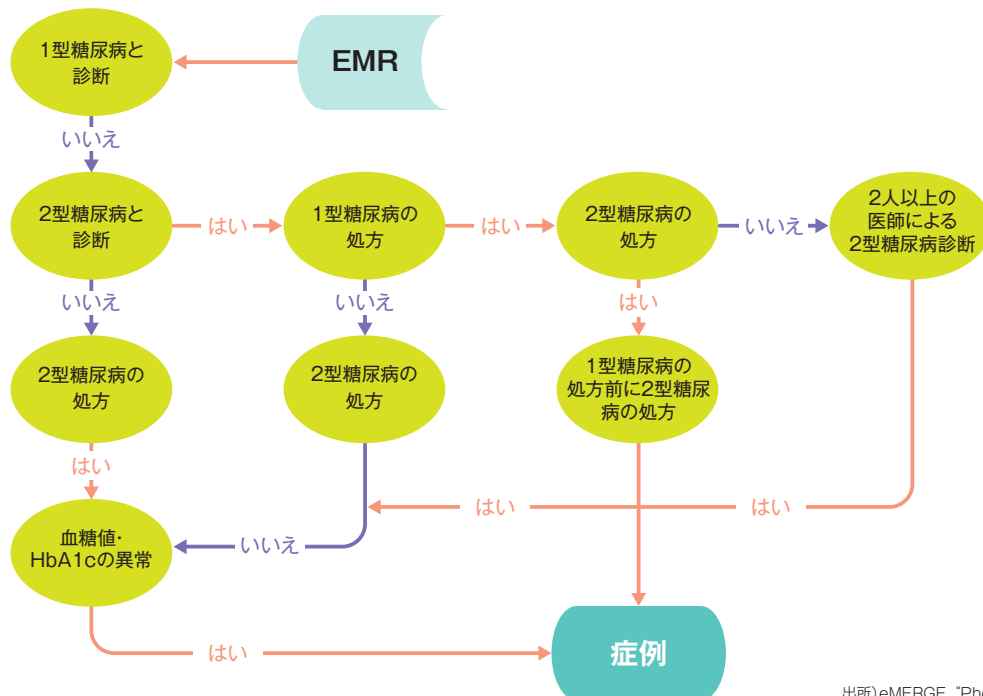 1型糖尿病と
診断
EMR
いいえ
2型糖尿病と
診断
はい
1型糖尿病の
処方
はい
2型糖尿病の
処方
いいえ
2人以上の
医師による
2型糖尿病診断
いいえ
いいえ
はい
2型糖尿病の
処方
2型糖尿病の
処方
1型糖尿病の
処方前に2型糖尿
病の処方
はい
はい
はい
血糖値・
HbA1cの異常
いいえ
はい
症例
出所)eMERGE, "Phe